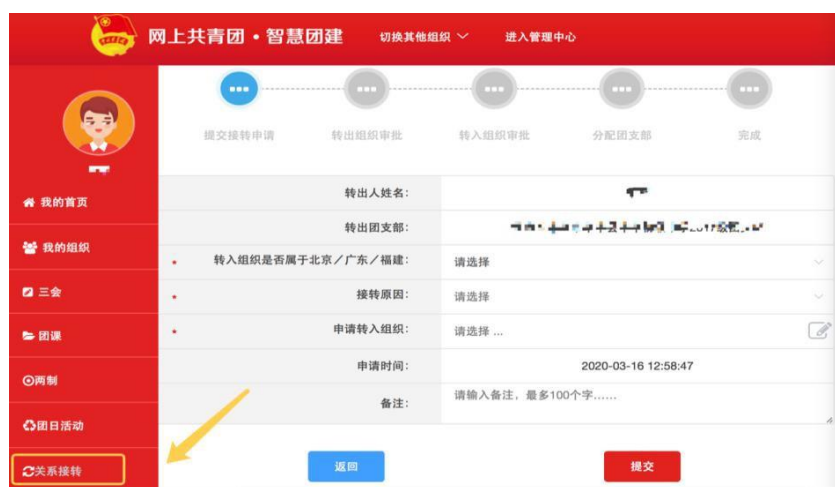 网上共青团·智慧团建 切换其他组织 进入管理中心
提交接转申请 转出组织审批 转入组织审批 分配团支部 完成
我的首页
我的组织
三会
团课
两制
团日活动
关系接转
转出人姓名：
转出团支部：
* 转入组织是否属于北京／广东／福建： 请选择
* 接转原因： 请选择
* 申请转入组织： 请选择 ...
申请时间： 2020-03-16 12:58:47
备注： 请输入备注，最多100个字……
返回 提交